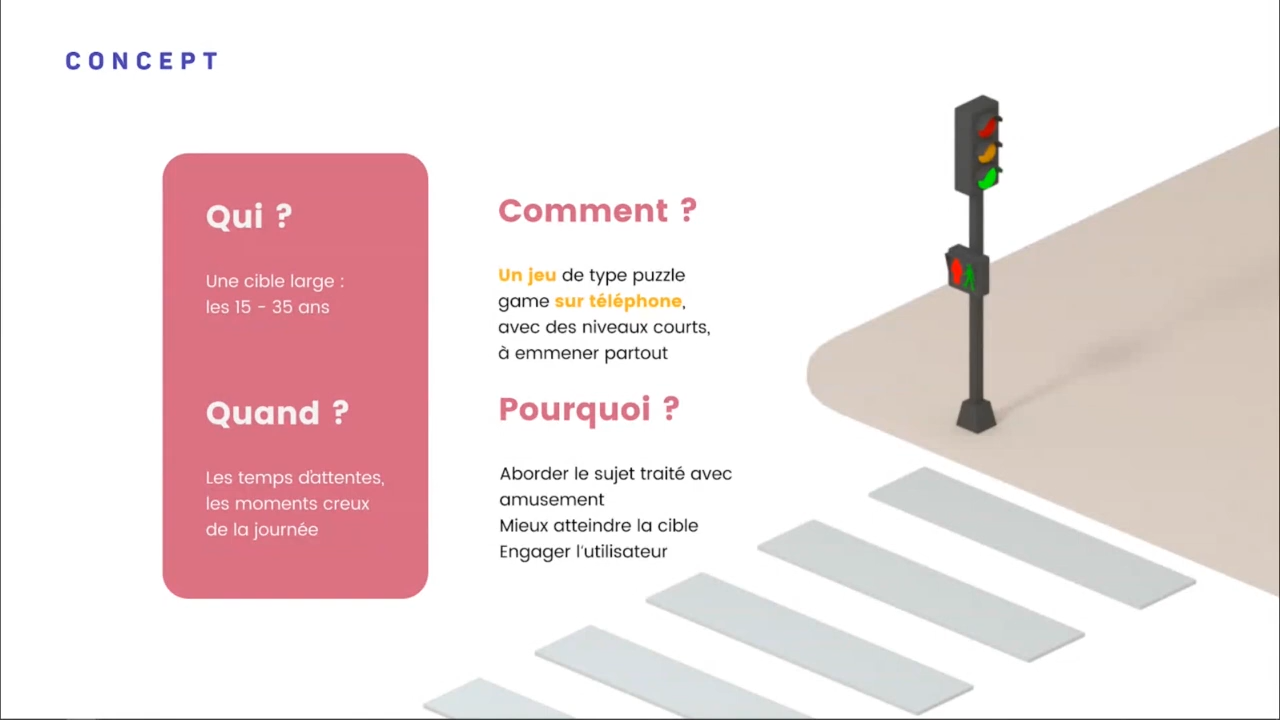 CONCEPT
Qui ?
Une cible large :
les 15 - 35 ans
Quand ?
Les temps d'attentes,
les moments creux
de la journée
Comment ?
Un jeu de type puzzle
game sur téléphone,
avec des niveaux courts,
à emmener partout
Pourquoi ?
Aborder le sujet traité avec
amusement
Mieux atteindre la cible
Engager l'utilisateur